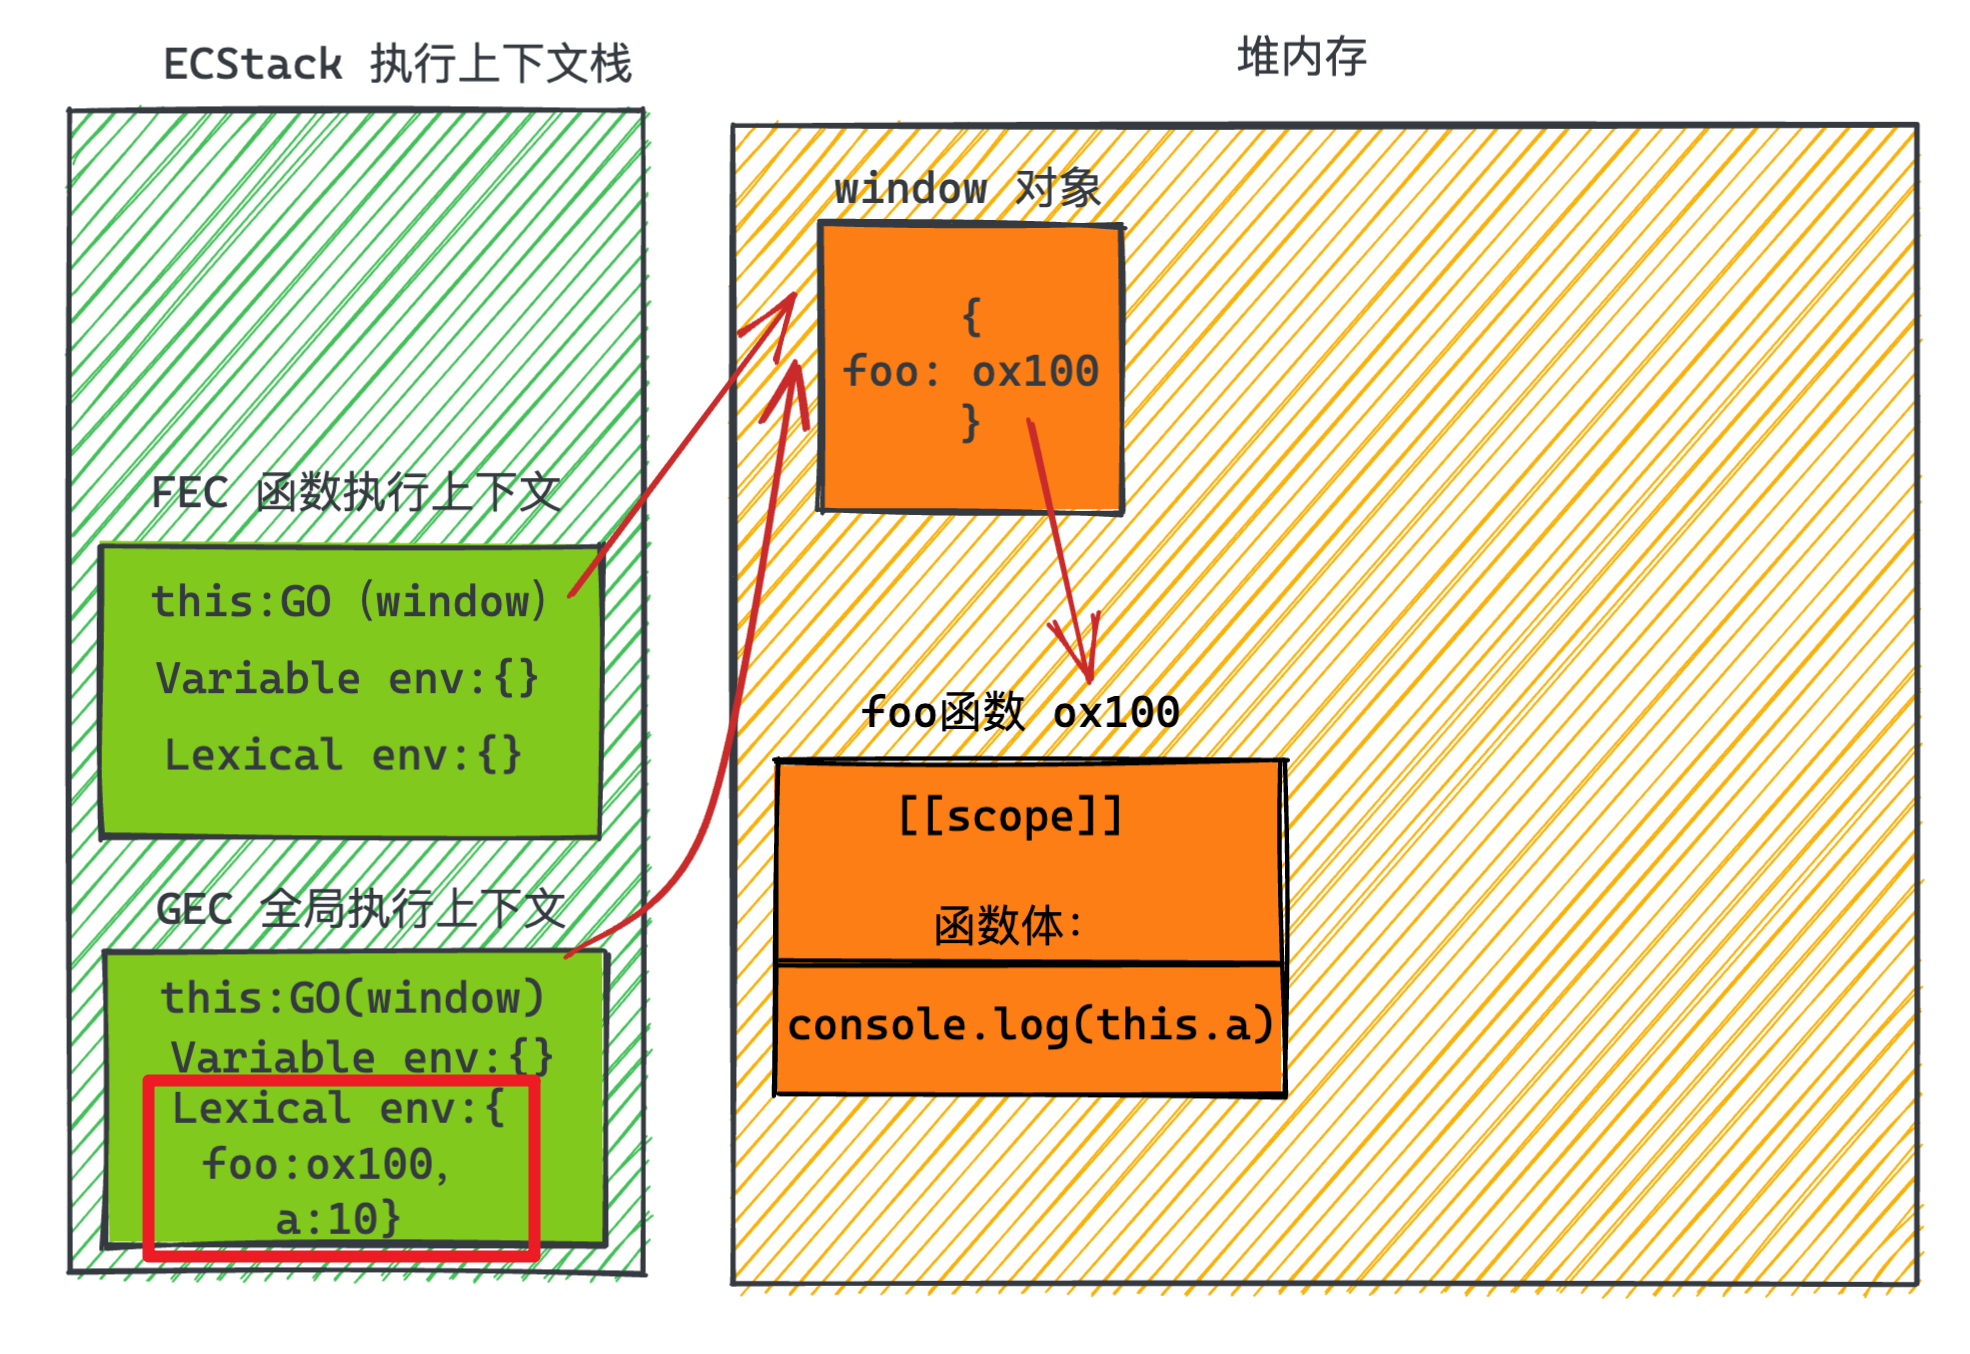 ECStack 执行上下文栈
FEC 函数执行上下文
this:GO（window）
Variable env:{}
Lexical env:{}
GEC 全局执行上下文
this:GO(window)
Variable env:{}
Lexical env:{
foo:ox100,
a:10}
堆内存
window 对象
{
foo: ox100
}
foo函数 ox100
[[scope]]
函数体:
console.log(this.a)